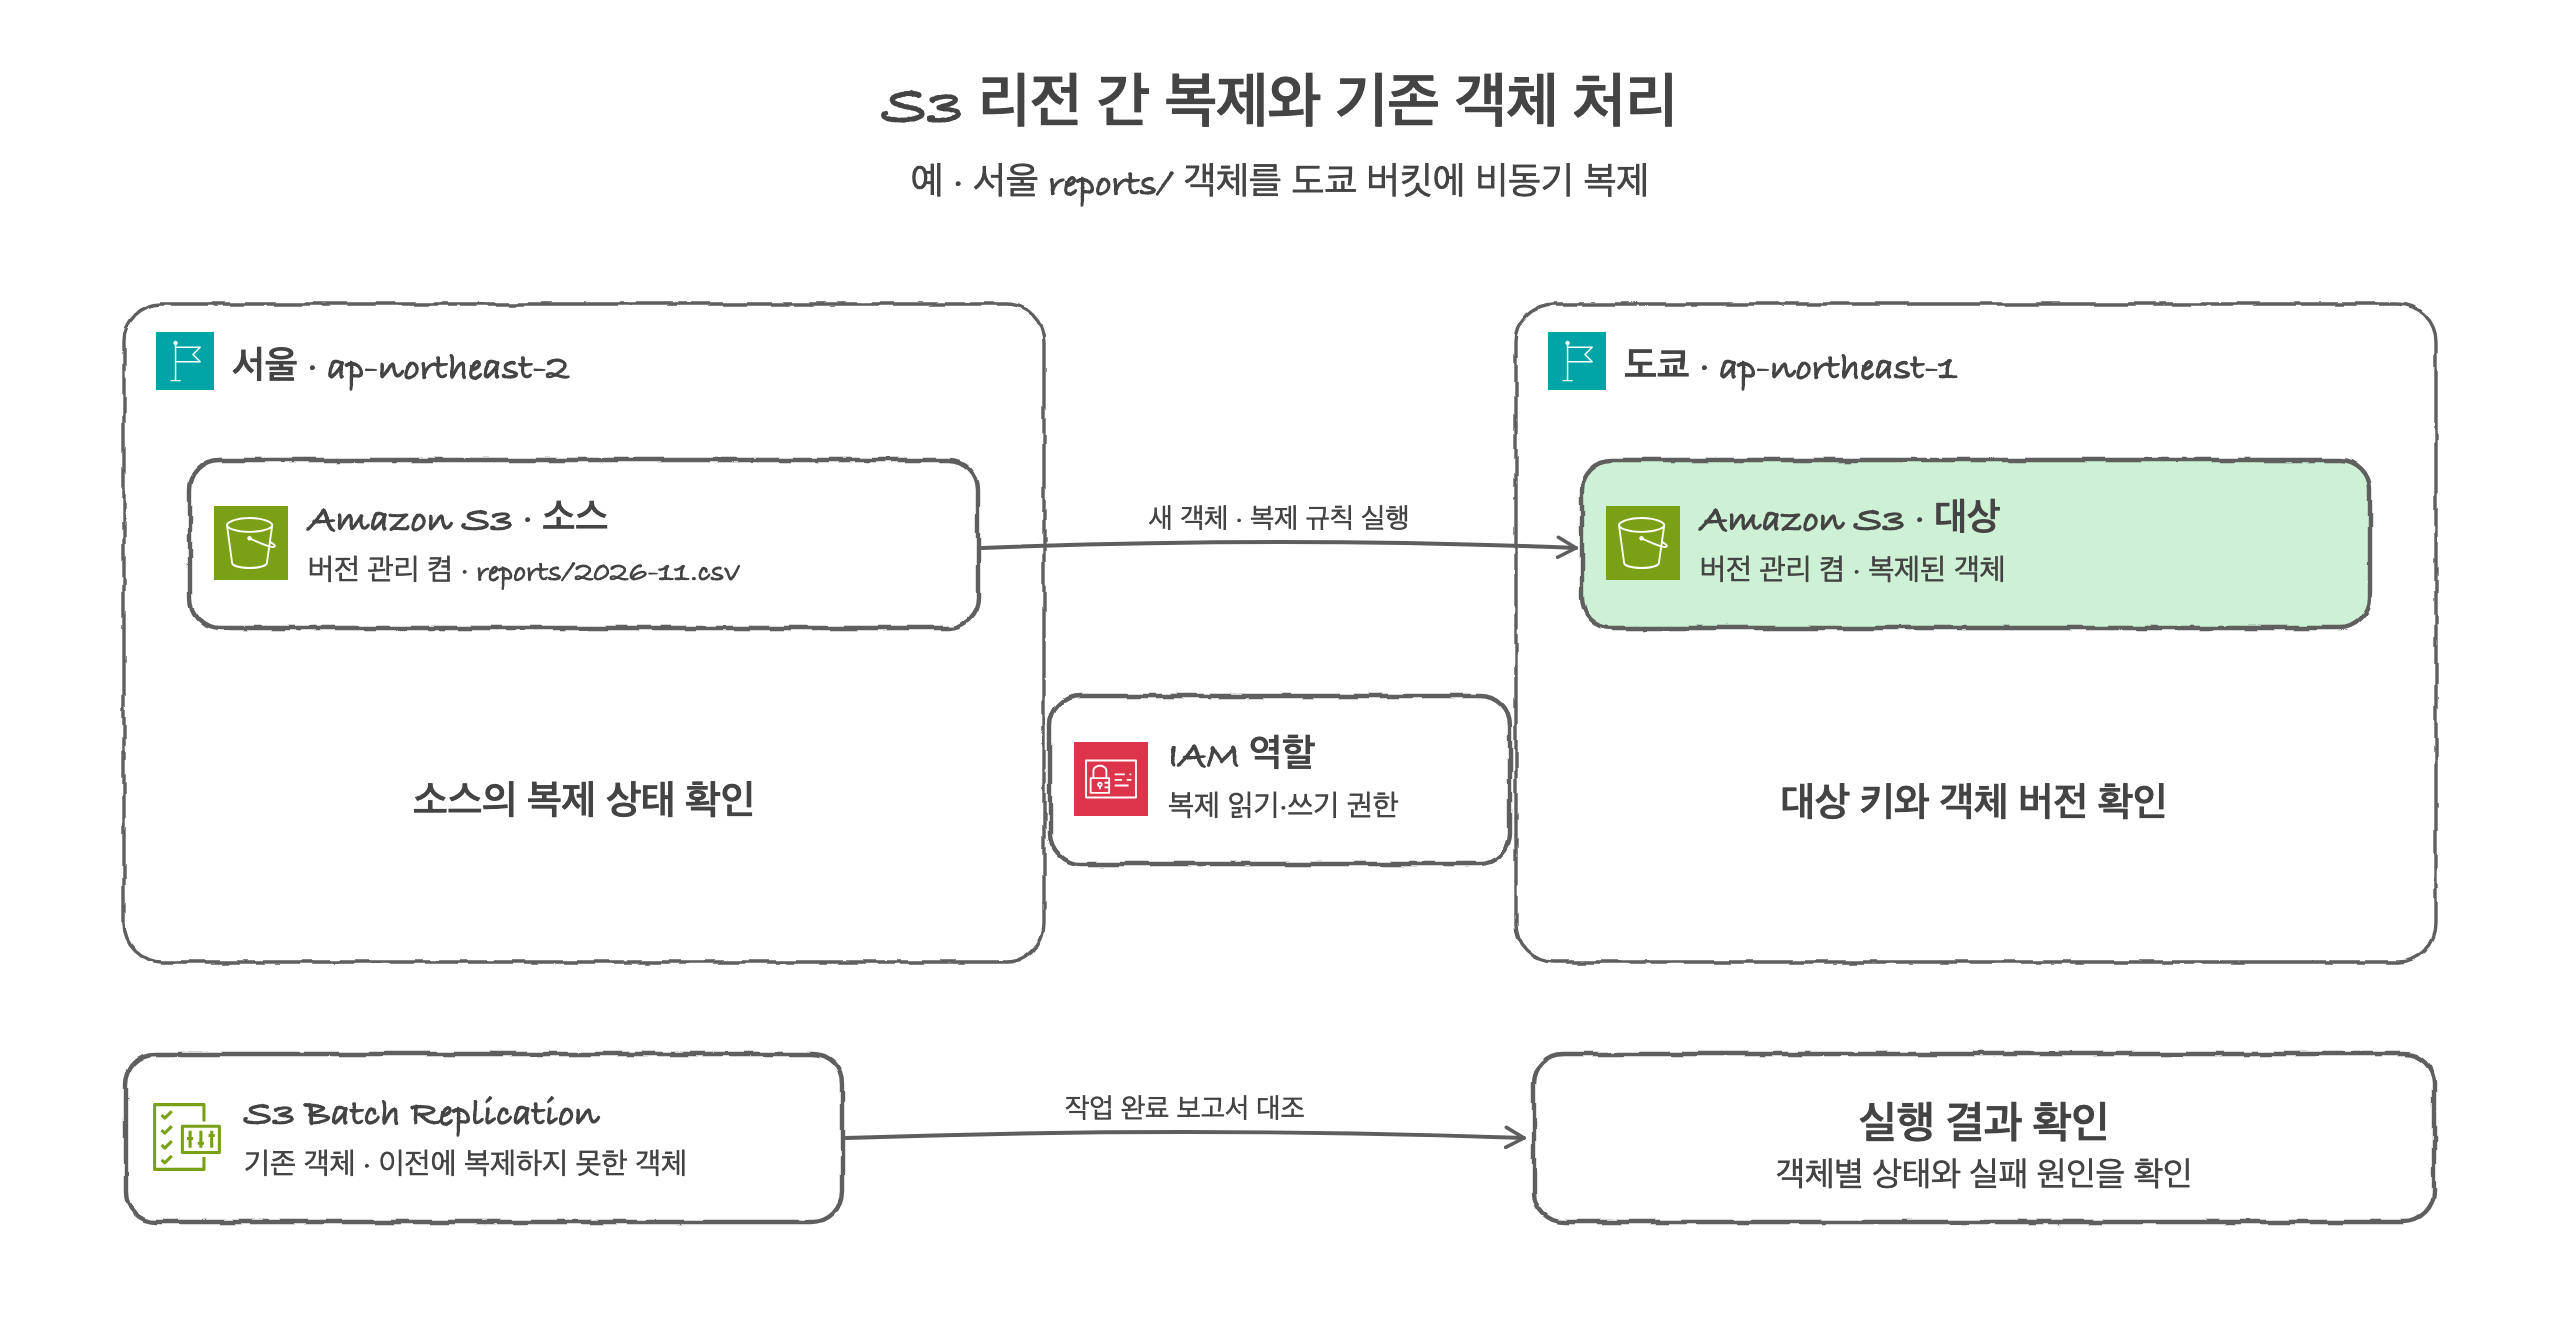 S3 리전 간 복제와 기존 객체 처리
예 · 서울 reports/ 객체를 도쿄 버킷에 비동기 복제
서울 · ap-northeast-2
도쿄 · ap-northeast-1
Amazon S3 · 소스
버전 관리 켬 · reports/2026-11.csv
새 객체 · 복제 규칙 실행
Amazon S3 · 대상
버전 관리 켬 · 복제된 객체
IAM 역할
복제 읽기·쓰기 권한
소스의 복제 상태 확인
대상 키와 객체 버전 확인
S3 Batch Replication
기존 객체 · 이전에 복제하지 못한 객체
작업 완료 보고서 대조
실행 결과 확인
객체별 상태와 실패 원인을 확인